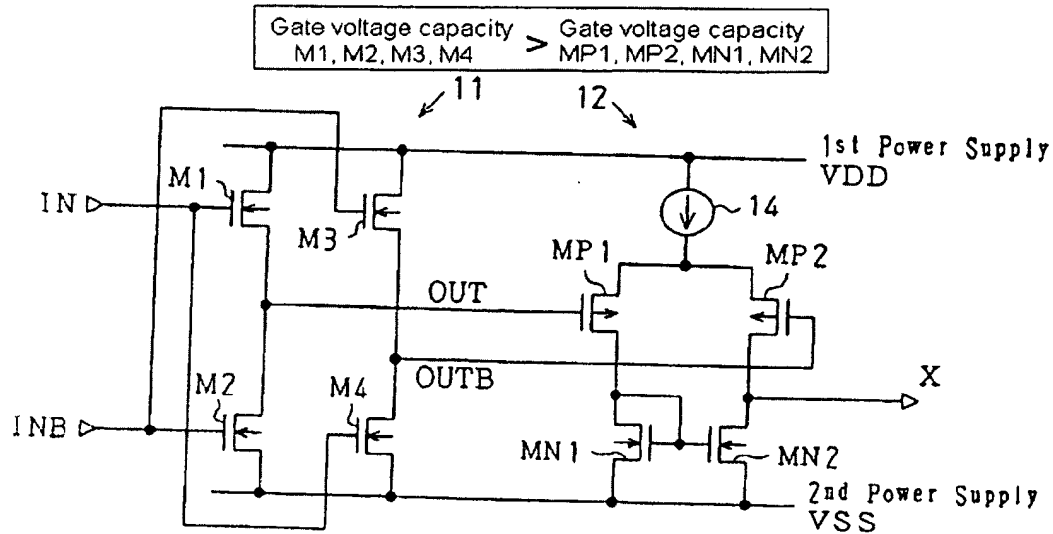 Gate voltage capacity
M1, M2, M3, M4
>
Gate voltage capacity
MP1, MP2, MN1, MN2
11
12
1st Power Supply
VDD
M1
IN
M3
14
MP1
MP2
OUT
OUTB
M2
M4
X
INB
MN1
MN2
2nd Power Supply
VSS